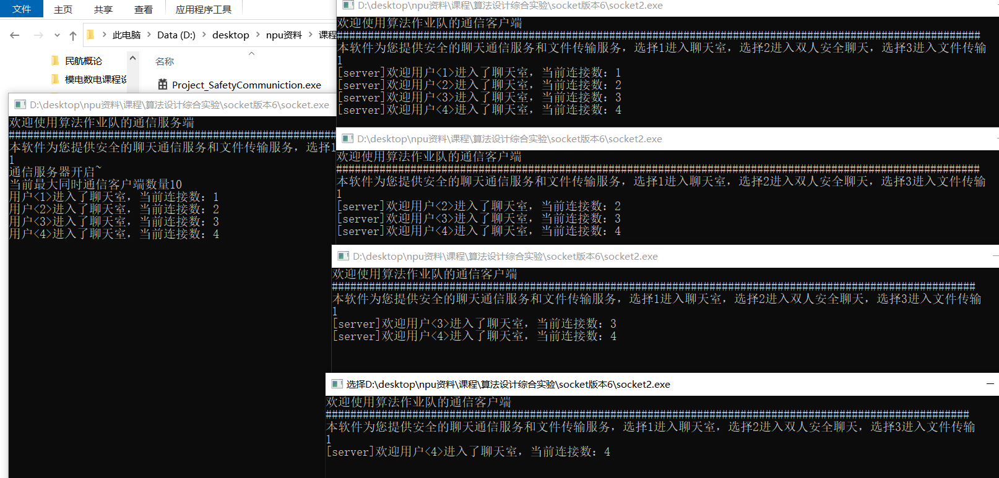 文件 主页 共享 查看 应用程序工具
此电脑 Data (D:) desktop npu资料 课程
民航概论
模电数电课程设
名称
Project_SafetyCommuniction.exe
D:\desktop\npu资料\课程\算法设计综合实验\socket版本6\socket.exe
欢迎使用算法作业队的通信服务端
本软件为您提供安全的聊天通信服务和文件传输服务，选择1
1
通信服务器开启~
当前最大同时通信客户端数量10
用户<1>进入了聊天室，当前连接数：1
用户<2>进入了聊天室，当前连接数：2
用户<3>进入了聊天室，当前连接数：3
用户<4>进入了聊天室，当前连接数：4
D:\desktop\npu资料\课程\算法设计综合实验\socket版本6\socket2.exe
欢迎使用算法作业队的通信客户端
本软件为您提供安全的聊天通信服务和文件传输服务，选择1进入聊天室，选择2进入双人安全聊天，选择3进入文件传输
1
[server]欢迎用户<1>进入了聊天室，当前连接数：1
[server]欢迎用户<2>进入了聊天室，当前连接数：2
[server]欢迎用户<3>进入了聊天室，当前连接数：3
[server]欢迎用户<4>进入了聊天室，当前连接数：4
D:\desktop\npu资料\课程\算法设计综合实验\socket版本6\socket2.exe
欢迎使用算法作业队的通信客户端
本软件为您提供安全的聊天通信服务和文件传输服务，选择1进入聊天室，选择2进入双人安全聊天，选择3进入文件传输
1
[server]欢迎用户<2>进入了聊天室，当前连接数：2
[server]欢迎用户<3>进入了聊天室，当前连接数：3
[server]欢迎用户<4>进入了聊天室，当前连接数：4
D:\desktop\npu资料\课程\算法设计综合实验\socket版本6\socket2.exe
欢迎使用算法作业队的通信客户端
本软件为您提供安全的聊天通信服务和文件传输服务，选择1进入聊天室，选择2进入双人安全聊天，选择3进入文件传输
1
[server]欢迎用户<3>进入了聊天室，当前连接数：3
[server]欢迎用户<4>进入了聊天室，当前连接数：4
选择D:\desktop\npu资料\课程\算法设计综合实验\socket版本6\socket2.exe
欢迎使用算法作业队的通信客户端
本软件为您提供安全的聊天通信服务和文件传输服务，选择1进入聊天室，选择2进入双人安全聊天，选择3进入文件传输
1
[server]欢迎用户<4>进入了聊天室，当前连接数：4